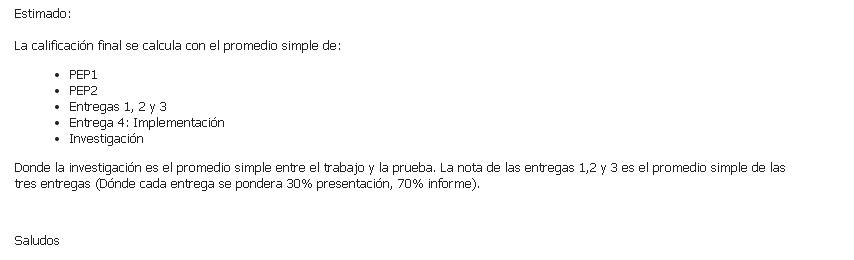 Estimado:
La calificación final se calcula con el promedio simple de:
• PEP1
• PEP2
• Entregas 1, 2 y 3
• Entrega 4: Implementación
• Investigación
Donde la investigación es el promedio simple entre el trabajo y la prueba. La nota de las entregas 1,2 y 3 es el promedio simple de las
tres entregas (Dónde cada entrega se pondera 30% presentación, 70% informe).
Saludos